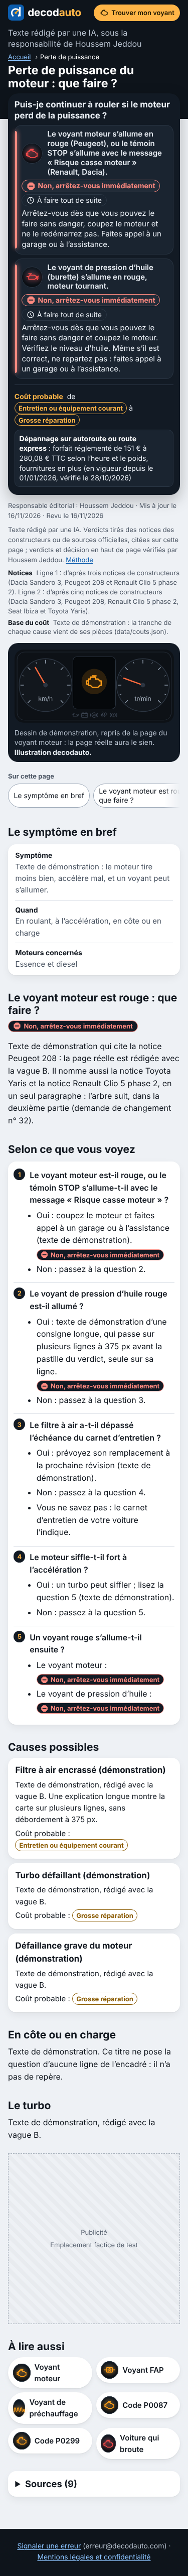 decodauto
Trouver mon voyant
Texte rédigé par une IA, sous la
responsabilité de Houssem Jeddou
Accueil › Perte de puissance
Perte de puissance du
moteur : que faire ?
Puis-je continuer à rouler si le moteur
perd de la puissance ?
Le voyant moteur s’allume en
rouge (Peugeot), ou le témoin
STOP s’allume avec le message
« Risque casse moteur »
(Renault, Dacia).
Non, arrêtez-vous immédiatement
À faire tout de suite
Arrêtez-vous dès que vous pouvez le
faire sans danger, coupez le moteur et
ne le redémarrez pas. Faites appel à un
garage ou à l’assistance.
Le voyant de pression d’huile
(burette) s’allume en rouge,
moteur tournant.
Non, arrêtez-vous immédiatement
À faire tout de suite
Arrêtez-vous dès que vous pouvez le
faire sans danger et coupez le moteur.
Vérifiez le niveau d’huile. Même s’il est
correct, ne repartez pas : faites appel à
un garage ou à l’assistance.
Coût probable de
Entretien ou équipement courant à
Grosse réparation
Dépannage sur autoroute ou route
express : forfait réglementé de 151 € à
280,08 € TTC selon l’heure et le poids,
fournitures en plus (en vigueur depuis le
01/01/2026, vérifié le 28/10/2026)
Responsable éditorial : Houssem Jeddou · Mis à jour le
16/11/2026 · Revu le 16/11/2026
Texte rédigé par une IA. Verdicts tirés des notices des
constructeurs ou de sources officielles, citées sur cette
page ; verdicts et décision en haut de page vérifiés par
Houssem Jeddou. Méthode
Notices Ligne 1 : d’après trois notices de constructeurs
(Dacia Sandero 3, Peugeot 208 et Renault Clio 5 phase
2). Ligne 2 : d’après cinq notices de constructeurs
(Dacia Sandero 3, Peugeot 208, Renault Clio 5 phase 2,
Seat Ibiza et Toyota Yaris).
Base du coût Texte de démonstration : la tranche de
chaque cause vient de ses pièces (data/couts.json).
km/h
tr/min
Dessin de démonstration, repris de la page du
voyant moteur : la page réelle aura le sien.
Illustration decodauto.
Sur cette page
Le symptôme en bref
Le voyant moteur est
que faire ?
Le symptôme en bref
Symptôme
Texte de démonstration : le moteur tire
moins bien, accélère mal, et un voyant peut
s’allumer.
Quand
En roulant, à l’accélération, en côte ou en
charge
Moteurs concernés
Essence et diesel
Le voyant moteur est rouge : que
faire ?
Non, arrêtez-vous immédiatement
Texte de démonstration qui cite la notice
Peugeot 208 : la page réelle est rédigée avec
la vague B. Il nomme aussi la notice Toyota
Yaris et la notice Renault Clio 5 phase 2, en
un seul paragraphe : l’arbre suit, dans la
deuxième partie (demande de changement
n° 32).
Selon ce que vous voyez
1 Le voyant moteur est-il rouge, ou le
témoin STOP s’allume-t-il avec le
message « Risque casse moteur » ?
• Oui : coupez le moteur et faites
appel à un garage ou à l’assistance
(texte de démonstration).
Non, arrêtez-vous immédiatement
• Non : passez à la question 2.
2 Le voyant de pression d’huile rouge
est-il allumé ?
• Oui : texte de démonstration d’une
consigne longue, qui passe sur
plusieurs lignes à 375 px avant la
pastille du verdict, seule sur sa
ligne.
Non, arrêtez-vous immédiatement
• Non : passez à la question 3.
3 Le filtre à air a-t-il dépassé
l’échéance du carnet d’entretien ?
• Oui : prévoyez son remplacement à
la prochaine révision (texte de
démonstration).
• Non : passez à la question 4.
• Vous ne savez pas : le carnet
d’entretien de votre voiture
l’indique.
4 Le moteur siffle-t-il fort à
l’accélération ?
• Oui : un turbo peut siffler ; lisez la
question 5 (texte de démonstration).
• Non : passez à la question 5.
5 Un voyant rouge s’allume-t-il
ensuite ?
• Le voyant moteur :
Non, arrêtez-vous immédiatement
• Le voyant de pression d’huile :
Non, arrêtez-vous immédiatement
Causes possibles
Filtre à air encrassé (démonstration)
Texte de démonstration, rédigé avec la
vague B. Une explication longue montre la
carte sur plusieurs lignes, sans
débordement à 375 px.
Coût probable :
Entretien ou équipement courant
Turbo défaillant (démonstration)
Texte de démonstration, rédigé avec la
vague B.
Coût probable : Grosse réparation
Défaillance grave du moteur
(démonstration)
Texte de démonstration, rédigé avec la
vague B.
Coût probable : Grosse réparation
En côte ou en charge
Texte de démonstration. Ce titre ne pose la
question d’aucune ligne de l’encadré : il n’a
pas de repère.
Le turbo
Texte de démonstration, rédigé avec la
vague B.
Publicité
Emplacement factice de test
À lire aussi
Voyant
moteur
Voyant FAP
Voyant de
préchauffage
Code P0087
Code P0299
Voiture qui
broute
Sources (9)
Signaler une erreur (erreur@decodauto.com) ·
Mentions légales et confidentialité